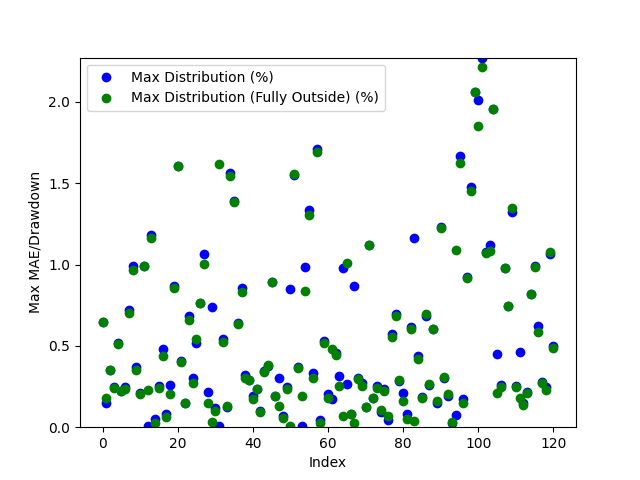 Max Distribution (%)
Max Distribution (Fully Outside) (%)
2.0
1.5
1.0
0.5
0.0
Max MAE/Drawdown
0 20 40 60 80 100 120
Index